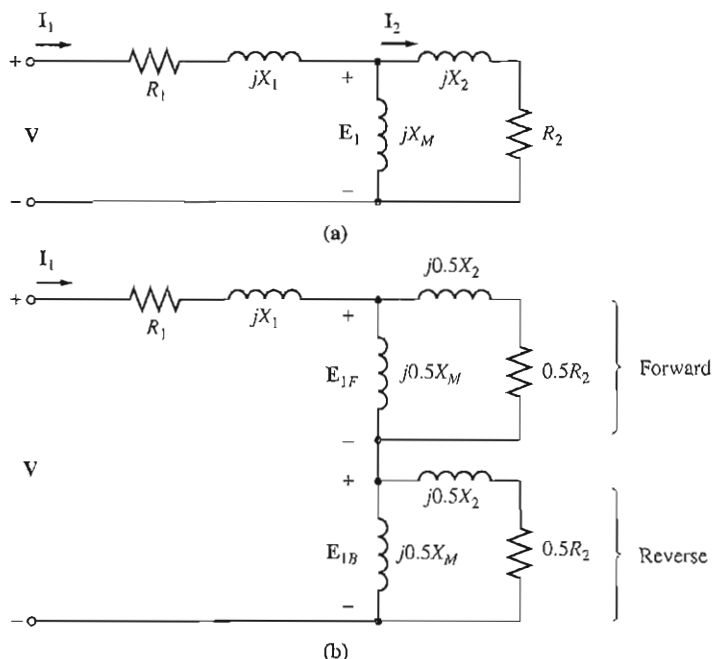 I₁
I₂
+
R₁
jX₁
+
jX₂
V
E₁
jX_M
R₂
−
−
(a)
I₁
j0.5X₂
+
R₁
jX₁
+
E₁F
j0.5X_M
0.5R₂
Forward
−
V
+
j0.5X₂
E₁B
j0.5X_M
0.5R₂
Reverse
−
−
(b)